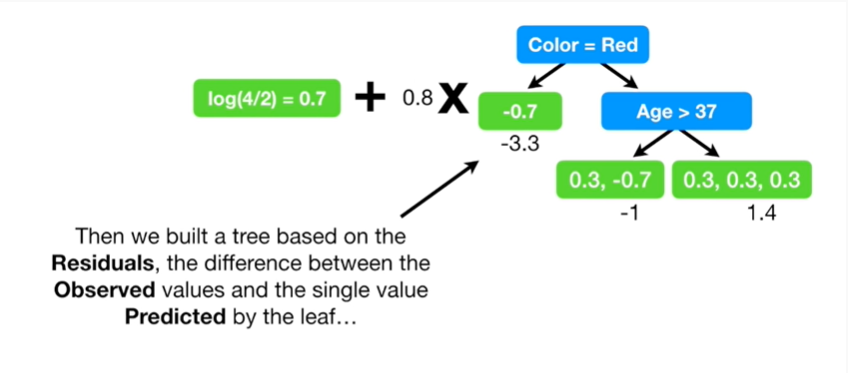 Color = Red
log(4/2) = 0.7 + 0.8 X -0.7 Age > 37
-3.3
0.3, -0.7 0.3, 0.3, 0.3
-1 1.4
Then we built a tree based on the
Residuals, the difference between the
Observed values and the single value
Predicted by the leaf…